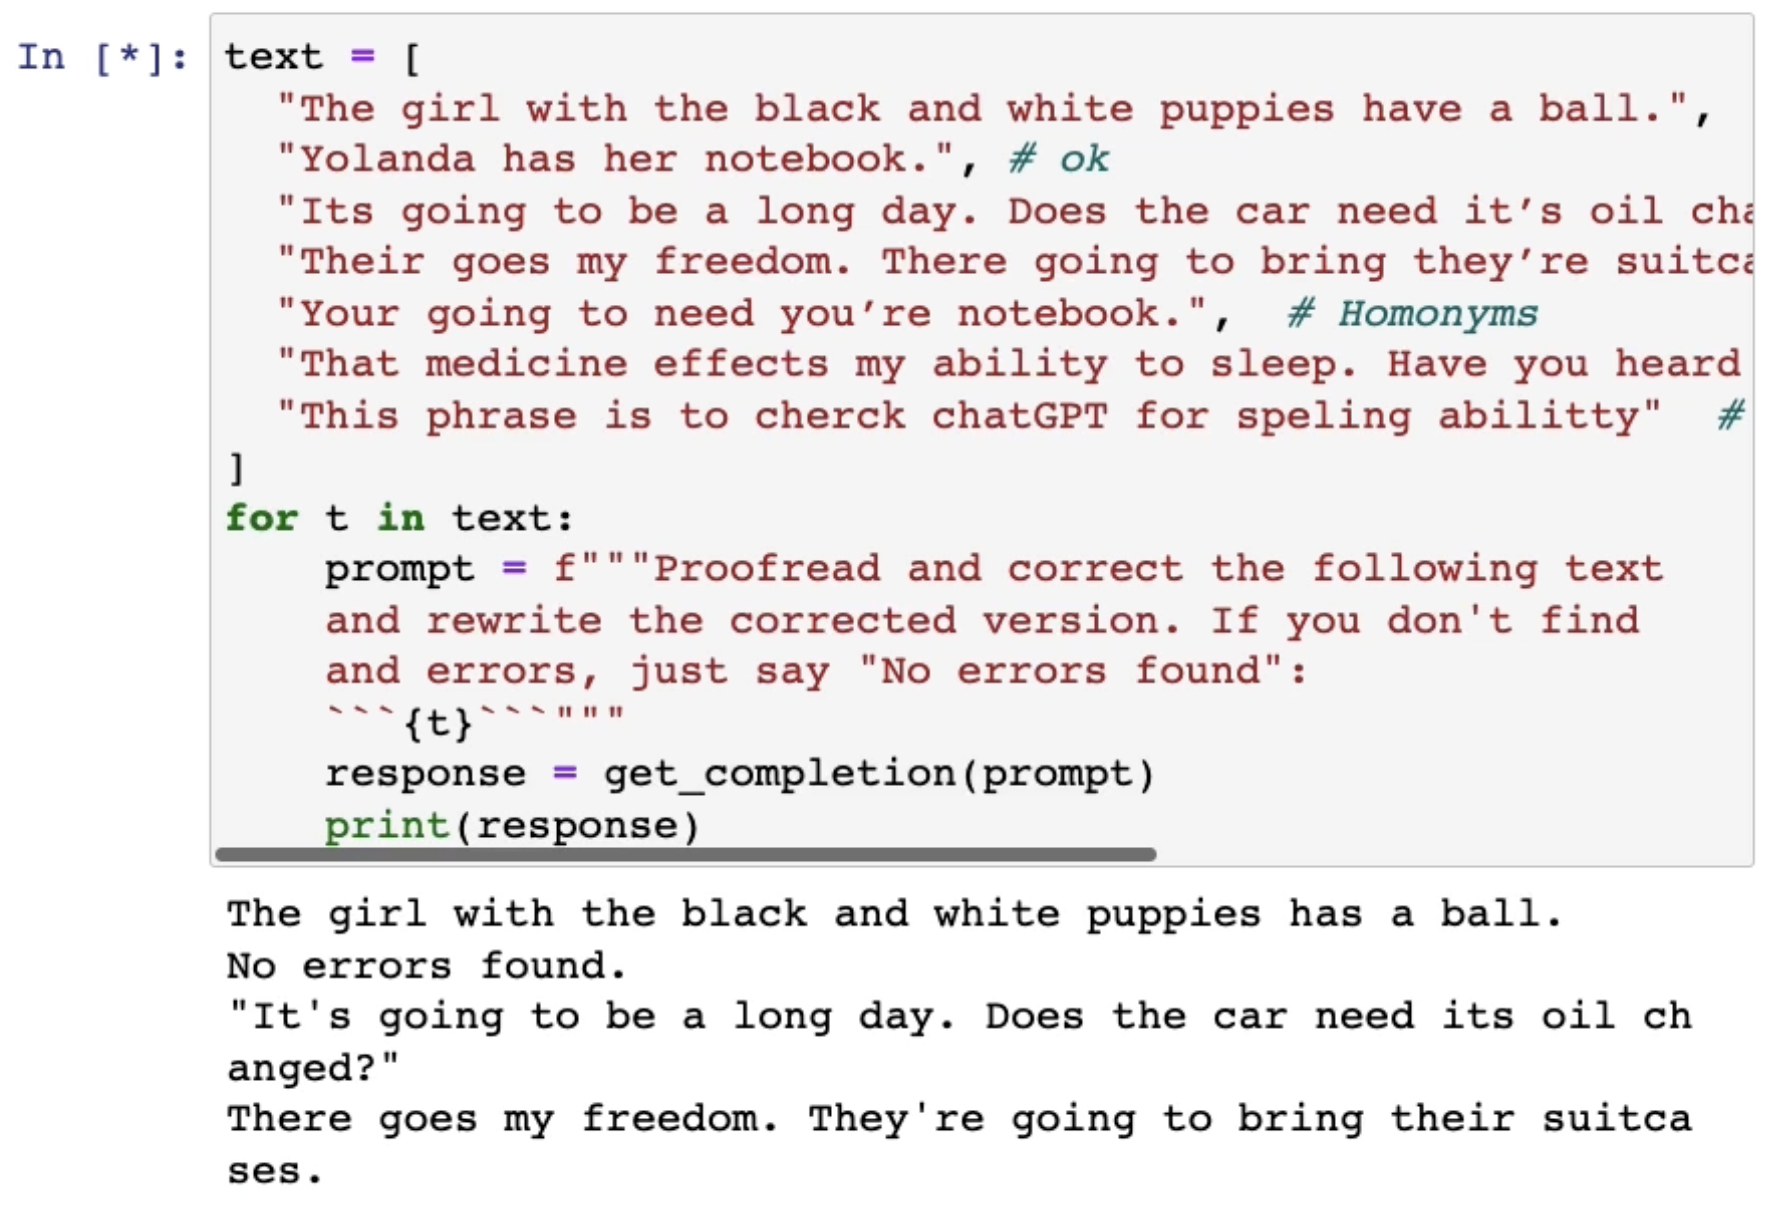 In [*]: text = [
"The girl with the black and white puppies have a ball.",
"Yolanda has her notebook.", # ok
"Its going to be a long day. Does the car need it’s oil cha
"Their goes my freedom. There going to bring they’re suitca
"Your going to need you’re notebook.",  # Homonyms
"That medicine effects my ability to sleep. Have you heard
"This phrase is to cherck chatGPT for speling abilitty"  #
]
for t in text:
prompt = f"""Proofread and correct the following text
and rewrite the corrected version. If you don't find
and errors, just say "No errors found":
```{t}```"""
response = get_completion(prompt)
print(response)
The girl with the black and white puppies has a ball.
No errors found.
"It's going to be a long day. Does the car need its oil ch
anged?"
There goes my freedom. They're going to bring their suitca
ses.